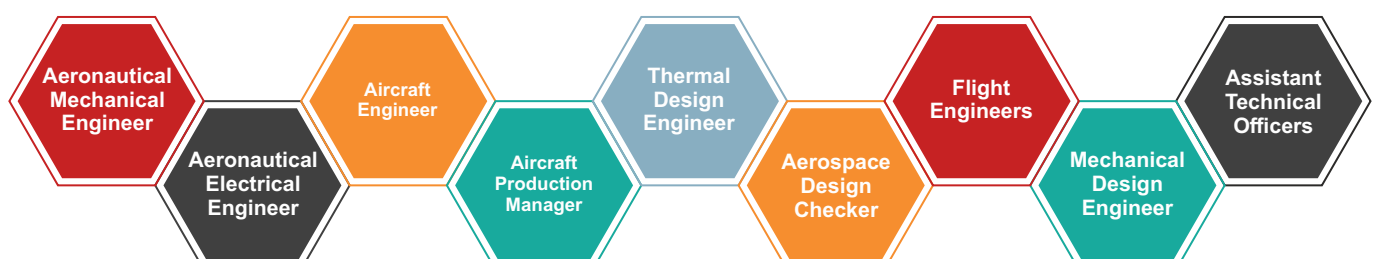 Aeronautical
Mechanical
Engineer
Aeronautical
Electrical
Engineer
Aircraft
Engineer
Aircraft
Production
Manager
Thermal
Design
Engineer
Aerospace
Design
Checker
Flight
Engineers
Mechanical
Design
Engineer
Assistant
Technical
Officers